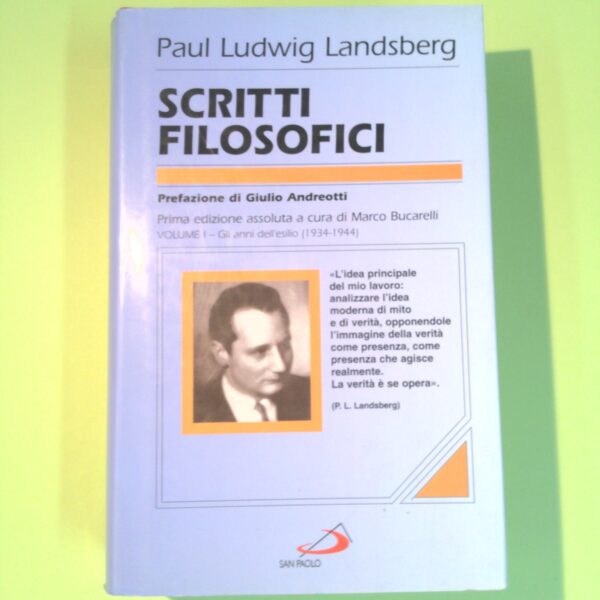 Paul Ludwig Landsberg
SCRITTI
FILOSOFICI
Prefazione di Giulio Andreotti
Prima edizione assoluta a cura di Marco Bucarelli
VOLUME I – Gli anni dell'esilio (1934-1944)
«L'idea principale
del mio lavoro:
analizzare l'idea
moderna di mito
e di verità, opponendole
l'immagine della verità
come presenza, come
presenza che agisce
realmente.
La verità è se opera».
(P. L. Landsberg)
SAN PAOLO